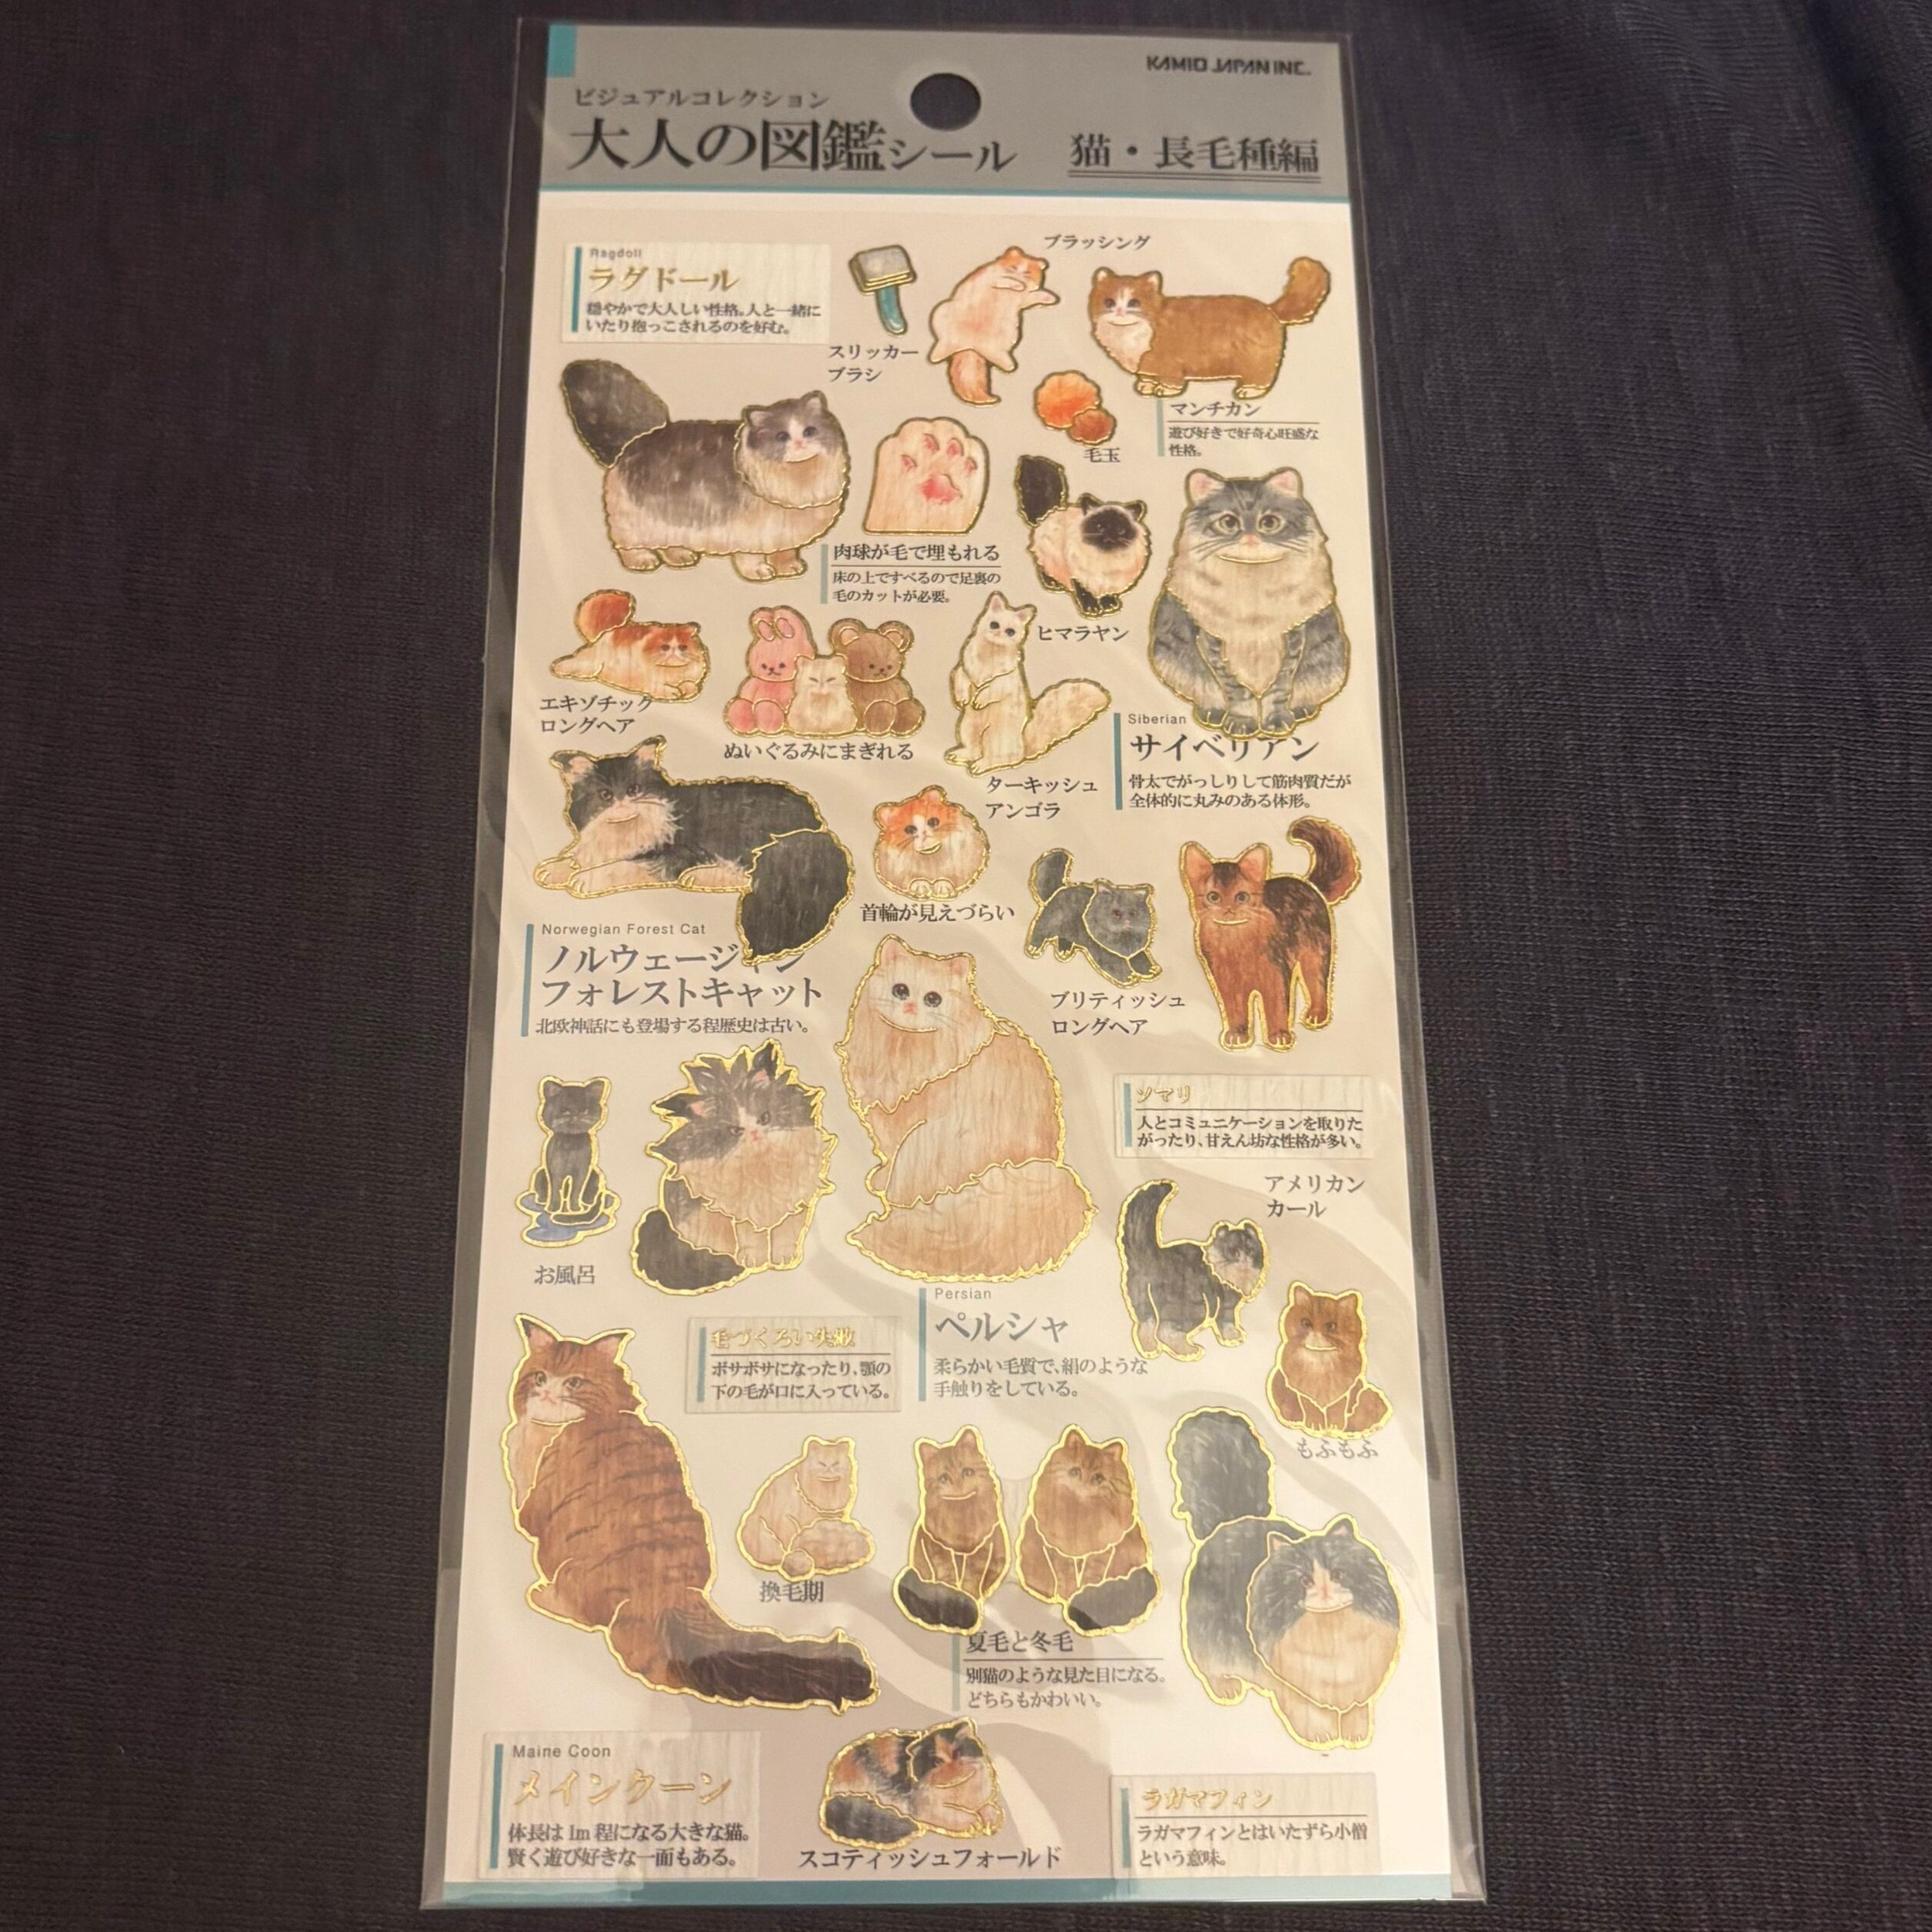 KAMIO JAPAN INC.
ビジュアルコレクション
大人の図鑑シール 猫・長毛種編
Ragdoll
ラグドール
穏やかで大人しい性格。人と一緒に
いたり抱っこされるのを好む。
スリッカー
ブラシ
ブラッシング
毛玉
マンチカン
遊び好きで好奇心旺盛な
性格。
肉球が毛で埋もれる
床の上ですべるので足裏の
毛のカットが必要。
ヒマラヤン
エキゾチック
ロングヘア
ぬいぐるみにまぎれる
ターキッシュ
アンゴラ
Siberian
サイベリアン
骨太でがっしりして筋肉質だが
全体的に丸みのある体形。
首輪が見えづらい
Norwegian Forest Cat
ノルウェージャン
フォレストキャット
北欧神話にも登場する程歴史は古い。
ブリティッシュ
ロングヘア
ソマリ
人とコミュニケーションを取りた
がったり、甘えん坊な性格が多い。
お風呂
毛づくろい失敗
ボサボサになったり、顎の
下の毛が口に入っている。
Persian
ペルシャ
柔らかい毛質で、絹のような
手触りをしている。
アメリカン
カール
もふもふ
換毛期
夏毛と冬毛
別猫のような見た目になる。
どちらもかわいい。
Maine Coon
メインクーン
体長は1m程になる大きな猫。
賢く遊び好きな一面もある。
スコティッシュフォールド
ラガマフィン
ラガマフィンとはいたずら小僧
という意味。